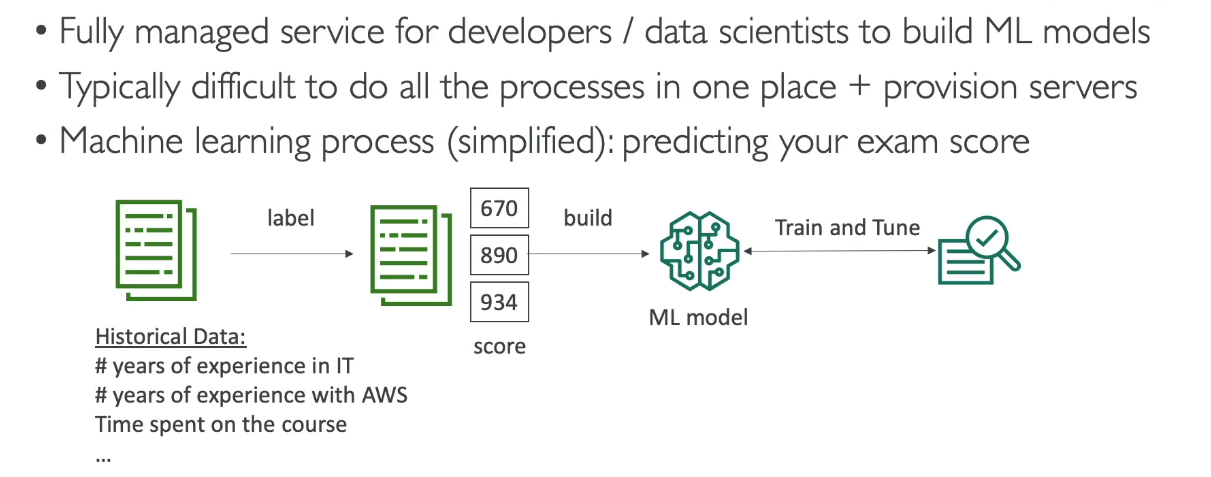 • Fully managed service for developers / data scientists to build ML models
• Typically difficult to do all the processes in one place + provision servers
• Machine learning process (simplified): predicting your exam score
label
670
890
934
score
build
ML model
Train and Tune
Historical Data:
# years of experience in IT
# years of experience with AWS
Time spent on the course
...